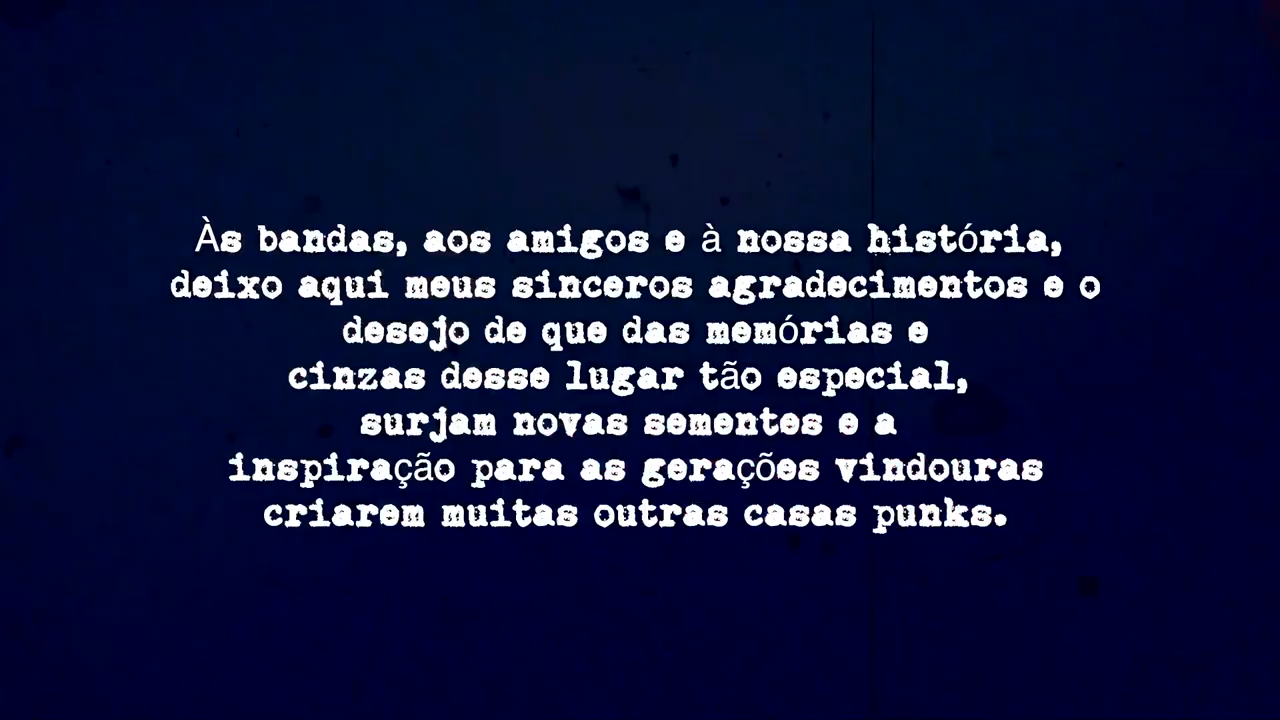 Às bandas, aos amigos e à nossa história,
deixo aqui meus sinceros agradecimentos e o
desejo de que das memórias e
cinzas desse lugar tão especial,
surjam novas sementes e a
inspiração para as gerações vindouras
criarem muitas outras casas punks.